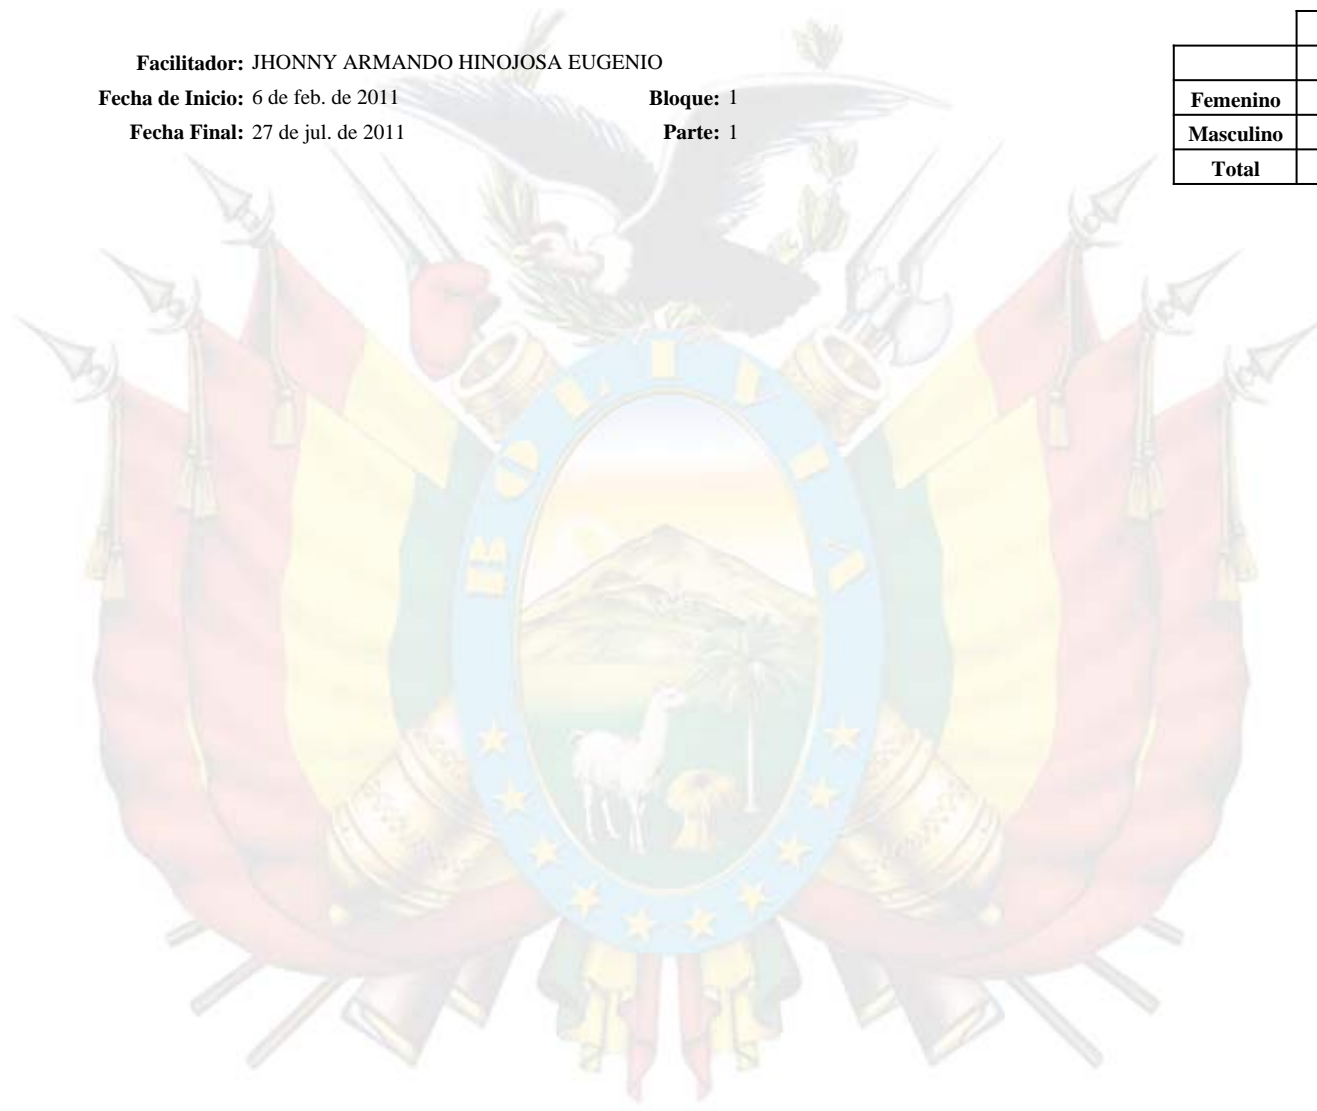 Facilitador: JHONNY ARMANDO HINOJOSA EUGENIO
Fecha de Inicio: 6 de feb. de 2011 Bloque: 1
Fecha Final: 27 de jul. de 2011 Parte: 1
Femenino
Masculino
Total
BOLIVIA